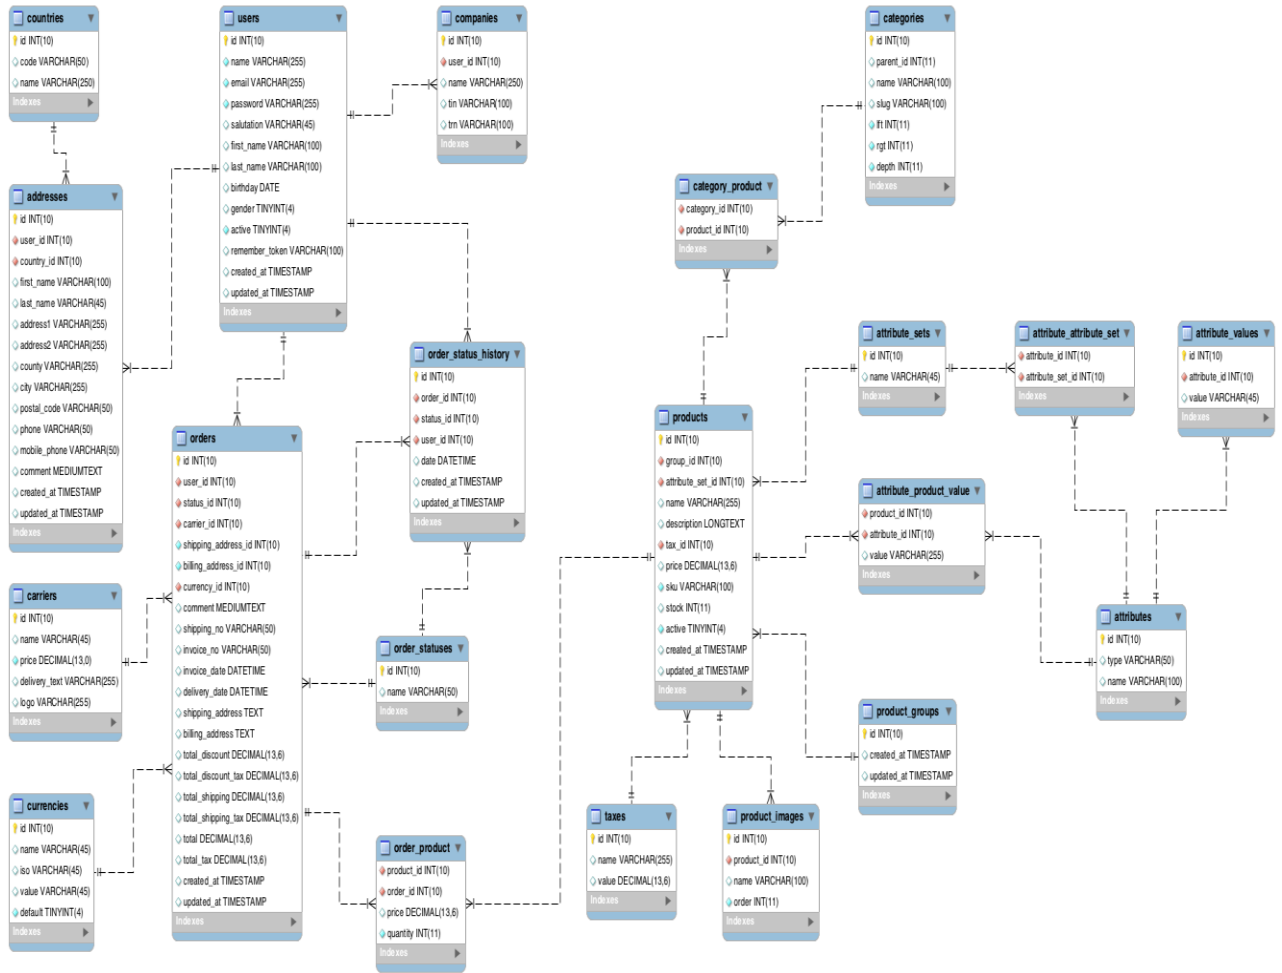 countries
id INT(10)
code VARCHAR(50)
name VARCHAR(250)
Indexes
users
id INT(10)
name VARCHAR(255)
email VARCHAR(255)
password VARCHAR(255)
salutation VARCHAR(45)
first_name VARCHAR(100)
last_name VARCHAR(100)
birthday DATE
gender TINYINT(4)
active TINYINT(4)
remember_token VARCHAR(100)
created_at TIMESTAMP
updated_at TIMESTAMP
Indexes
companies
id INT(10)
user_id INT(10)
name VARCHAR(250)
tin VARCHAR(100)
trn VARCHAR(100)
Indexes
categories
id INT(10)
parent_id INT(11)
name VARCHAR(100)
slug VARCHAR(100)
lft INT(11)
rgt INT(11)
depth INT(11)
Indexes
addresses
id INT(10)
user_id INT(10)
country_id INT(10)
first_name VARCHAR(100)
last_name VARCHAR(45)
address1 VARCHAR(255)
address2 VARCHAR(255)
county VARCHAR(255)
city VARCHAR(255)
postal_code VARCHAR(50)
phone VARCHAR(50)
mobile_phone VARCHAR(50)
comment MEDIUMTEXT
created_at TIMESTAMP
updated_at TIMESTAMP
Indexes
category_product
category_id INT(10)
product_id INT(10)
Indexes
order_status_history
id INT(10)
order_id INT(10)
status_id INT(10)
user_id INT(10)
date DATETIME
created_at TIMESTAMP
updated_at TIMESTAMP
Indexes
attribute_sets
id INT(10)
name VARCHAR(45)
Indexes
attribute_attribute_set
attribute_id INT(10)
attribute_set_id INT(10)
Indexes
attribute_values
id INT(10)
attribute_id INT(10)
value VARCHAR(45)
Indexes
orders
id INT(10)
user_id INT(10)
status_id INT(10)
carrier_id INT(10)
shipping_address_id INT(10)
billing_address_id INT(10)
currency_id INT(10)
comment MEDIUMTEXT
shipping_no VARCHAR(50)
invoice_no VARCHAR(50)
invoice_date DATETIME
delivery_date DATETIME
shipping_address TEXT
billing_address TEXT
total_discount DECIMAL(13,6)
total_discount_tax DECIMAL(13,6)
total_shipping DECIMAL(13,6)
total_shipping_tax DECIMAL(13,6)
total DECIMAL(13,6)
total_tax DECIMAL(13,6)
created_at TIMESTAMP
updated_at TIMESTAMP
Indexes
products
id INT(10)
group_id INT(10)
attribute_set_id INT(10)
name VARCHAR(255)
description LONGTEXT
tax_id INT(10)
price DECIMAL(13,6)
sku VARCHAR(100)
stock INT(11)
active TINYINT(4)
created_at TIMESTAMP
updated_at TIMESTAMP
Indexes
attribute_product_value
product_id INT(10)
attribute_id INT(10)
value VARCHAR(255)
Indexes
carriers
id INT(10)
name VARCHAR(45)
price DECIMAL(13,0)
delivery_text VARCHAR(255)
logo VARCHAR(255)
Indexes
order_statuses
id INT(10)
name VARCHAR(50)
Indexes
attributes
id INT(10)
type VARCHAR(50)
name VARCHAR(100)
Indexes
product_groups
id INT(10)
created_at TIMESTAMP
updated_at TIMESTAMP
Indexes
currencies
id INT(10)
name VARCHAR(45)
iso VARCHAR(45)
value VARCHAR(45)
default TINYINT(4)
Indexes
order_product
product_id INT(10)
order_id INT(10)
price DECIMAL(13,6)
quantity INT(11)
Indexes
taxes
id INT(10)
name VARCHAR(255)
value DECIMAL(13,6)
Indexes
product_images
id INT(10)
product_id INT(10)
name VARCHAR(100)
order INT(11)
Indexes